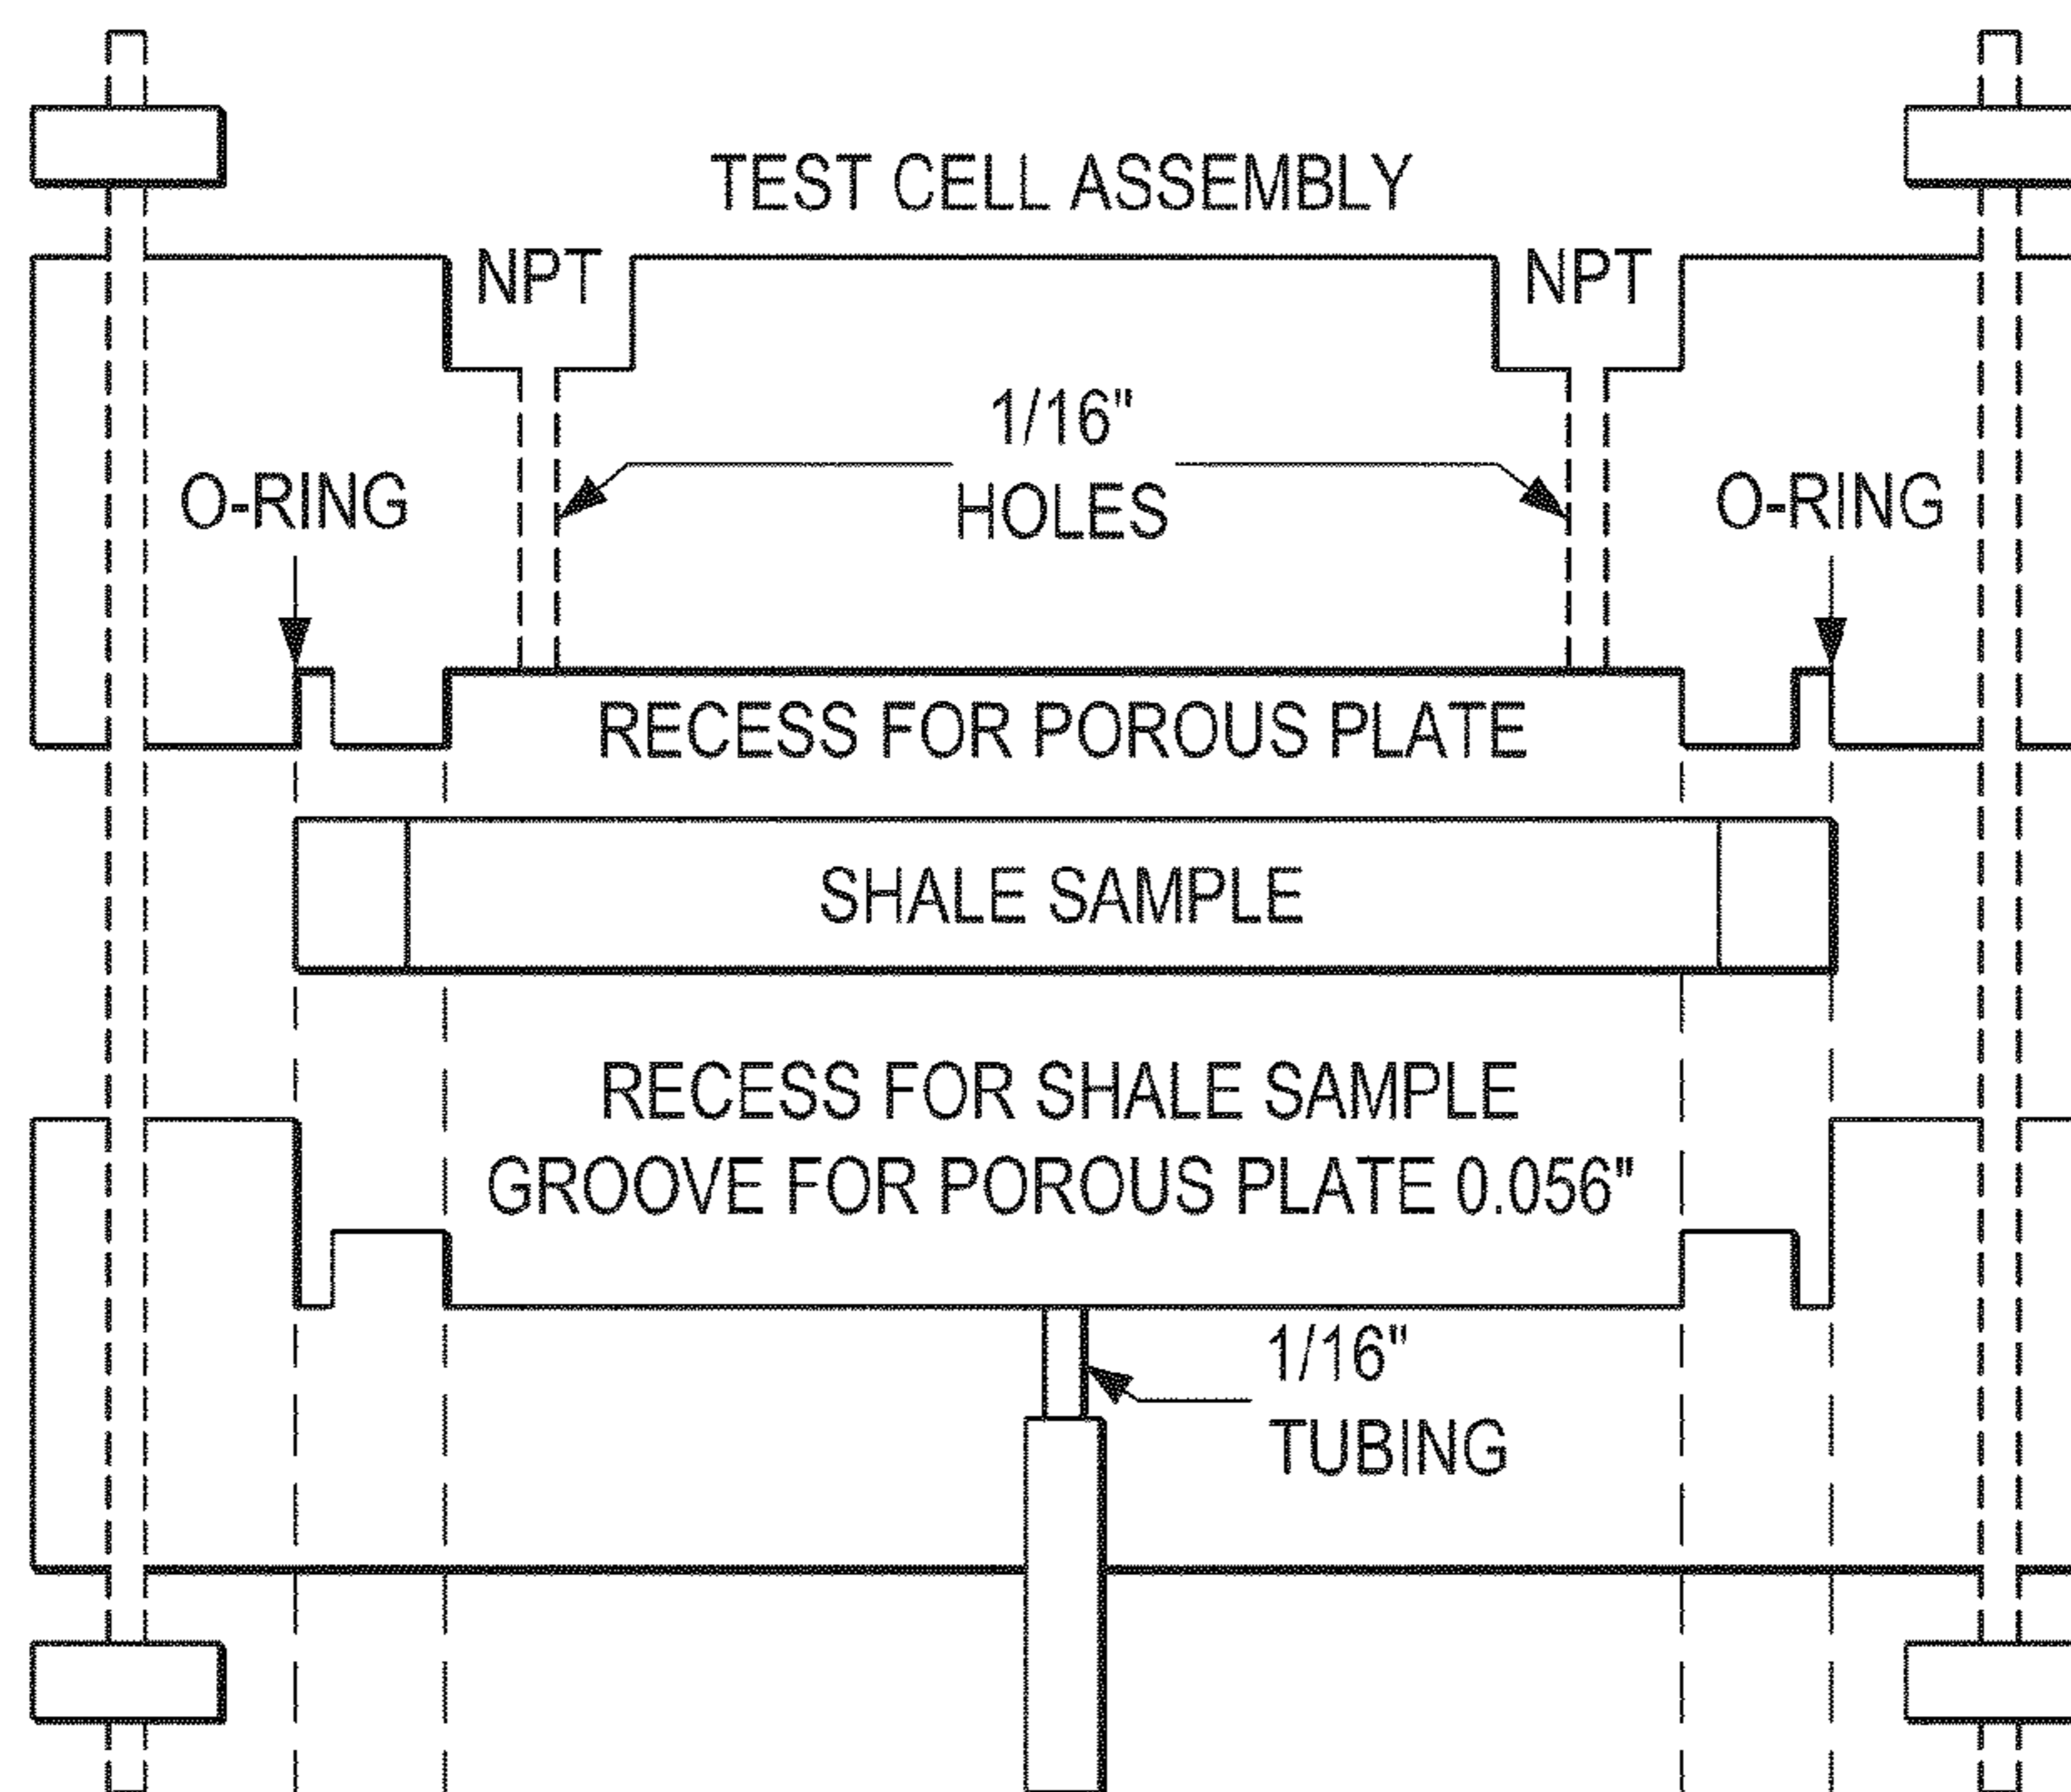 TEST CELL ASSEMBLY
NPT
NPT
1/16"
HOLES
O-RING
O-RING
RECESS FOR POROUS PLATE
SHALE SAMPLE
RECESS FOR SHALE SAMPLE
GROOVE FOR POROUS PLATE 0.056"
1/16"
TUBING